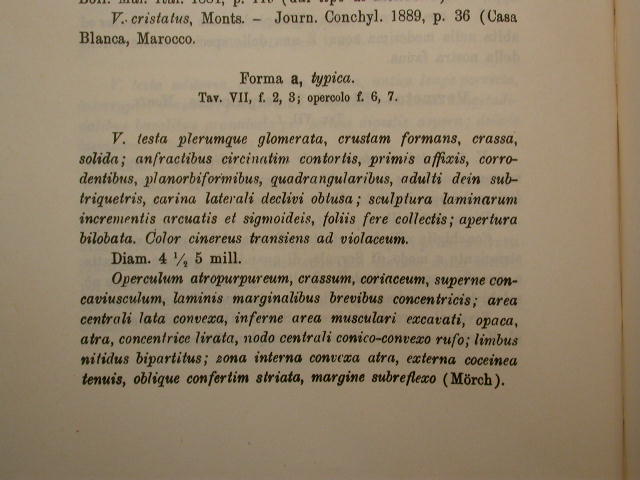 V. cristatus, Monts. — Journ. Conchyl. 1889, p. 36 (Casa
Blanca, Marocco.
Forma a, typica.
Tav. VII, f. 2, 3; opercolo f. 6, 7.
V. testa plerumque glomerata, crustam formans, crassa,
solida; anfractibus circinatim contortis, primis affixis, corro-
dentibus, planorbiformibus, quadrangularibus, adulti dein sub-
triquetris, carina laterali declivi obtusa; sculptura laminarum
incrementis arcuatis et sigmoideis, foliis fere collectis; apertura
bilobata. Color cinereus transiens ad violaceum.
Diam. 4 ½ 5 mill.
Operculum atropurpureum, crassum, coriaceum, superne con-
caviusculum, laminis marginalibus brevibus concentricis; area
centrali lata convexa, inferne area musculari excavati, opaca,
atra, concentrice lirata, nodo centrali conico-convexo rufo; limbus
nitidus bipartitus; zona interna convexa atra, externa coceinea
tenuis, oblique confertim striata, margine subreflexo (Mörch).